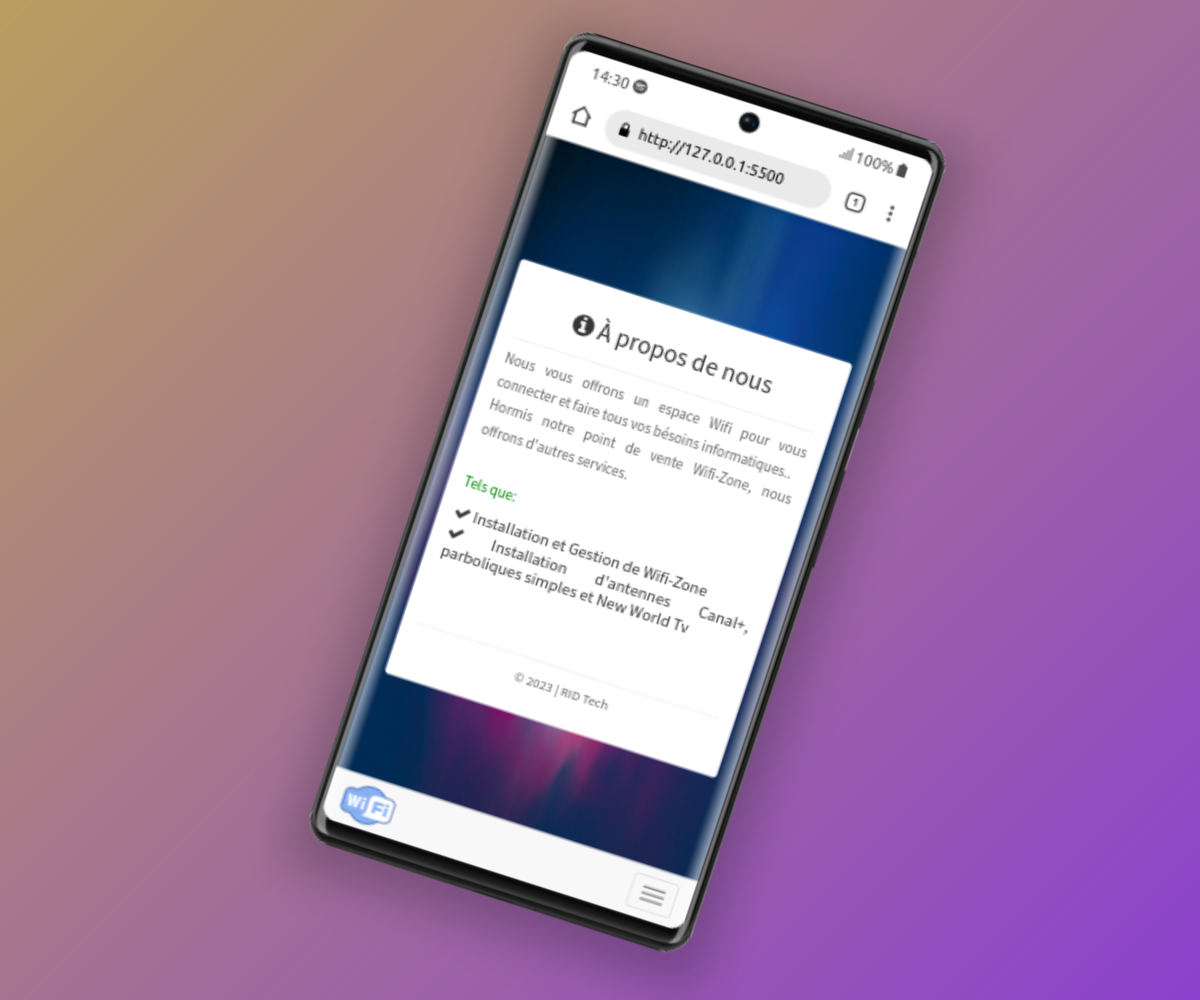 14:30
100%
http://127.0.0.1:5500
1
À propos de nous
Nous vous offrons un espace Wifi pour vous
connecter et faire tous vos bésoins informatiques..
Hormis notre point de vente Wifi-Zone, nous
offrons d'autres services.
Tels que:
Installation et Gestion de Wifi-Zone
Installation d'antennes Canal+,
parboliques simples et New World Tv
© 2023 | RID Tech
Wi Fi